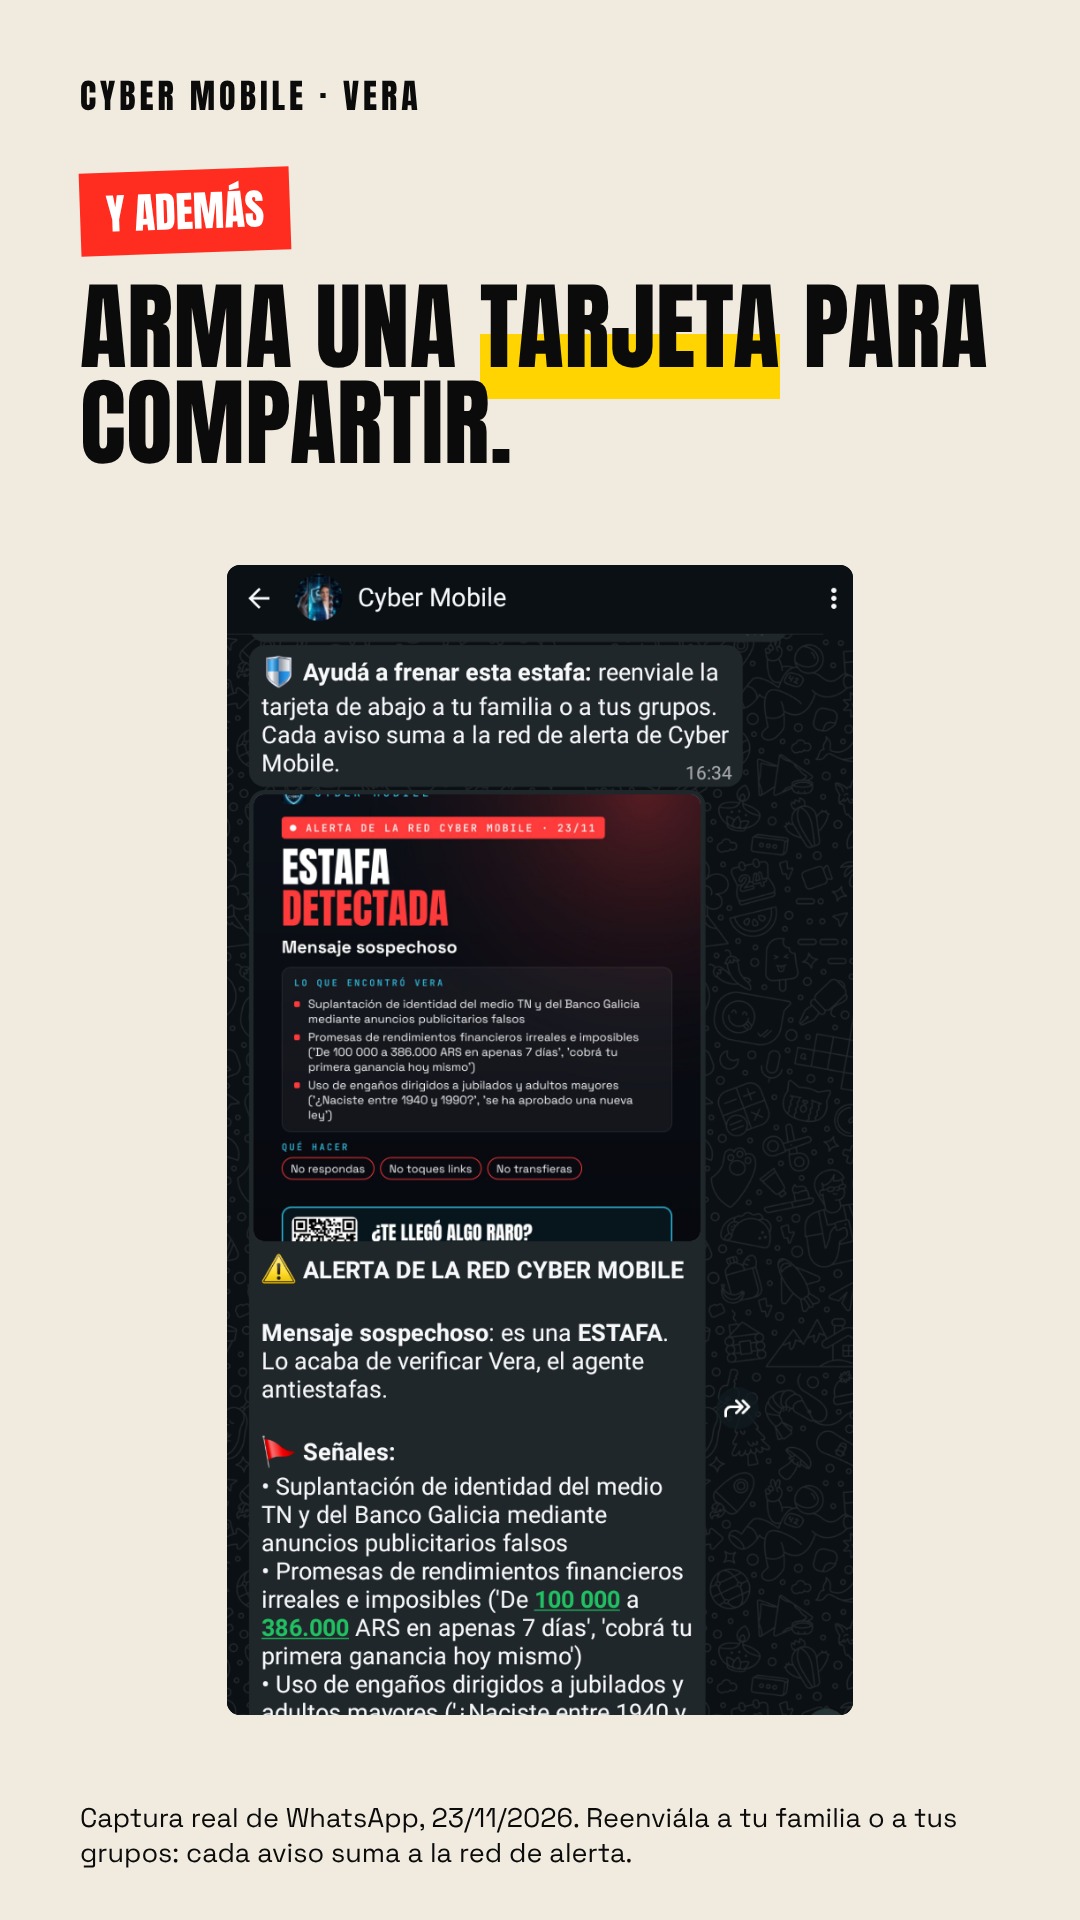 CYBER MOBILE · VERA
Y ADEMÁS
ARMA UNA TARJETA PARA
COMPARTIR.
Cyber Mobile
Ayudá a frenar esta estafa: reenviale la
tarjeta de abajo a tu familia o a tus grupos.
Cada aviso suma a la red de alerta de Cyber
Mobile.
16:34
CYBER MOBILE
ALERTA DE LA RED CYBER MOBILE · 23/11
ESTAFA
DETECTADA
Mensaje sospechoso
LO QUE ENCONTRÓ VERA
Suplantación de identidad del medio TN y del Banco Galicia
mediante anuncios publicitarios falsos
Promesas de rendimientos financieros irreales e imposibles
('De 100 000 a 386.000 ARS en apenas 7 días', 'cobrá tu
primera ganancia hoy mismo')
Uso de engaños dirigidos a jubilados y adultos mayores
('¿Naciste entre 1940 y 1990?', 'se ha aprobado una nueva
ley')
QUÉ HACER
No respondas No toques links No transfieras
¿TE LLEGÓ ALGO RARO?
ALERTA DE LA RED CYBER MOBILE
Mensaje sospechoso: es una ESTAFA.
Lo acaba de verificar Vera, el agente
antiestafas.
Señales:
• Suplantación de identidad del medio
TN y del Banco Galicia mediante
anuncios publicitarios falsos
• Promesas de rendimientos financieros
irreales e imposibles ('De 100 000 a
386.000 ARS en apenas 7 días', 'cobrá tu
primera ganancia hoy mismo')
• Uso de engaños dirigidos a jubilados y
adultos mayores ('¿Naciste entre 1940 y
Captura real de WhatsApp, 23/11/2026. Reenviála a tu familia o a tus
grupos: cada aviso suma a la red de alerta.